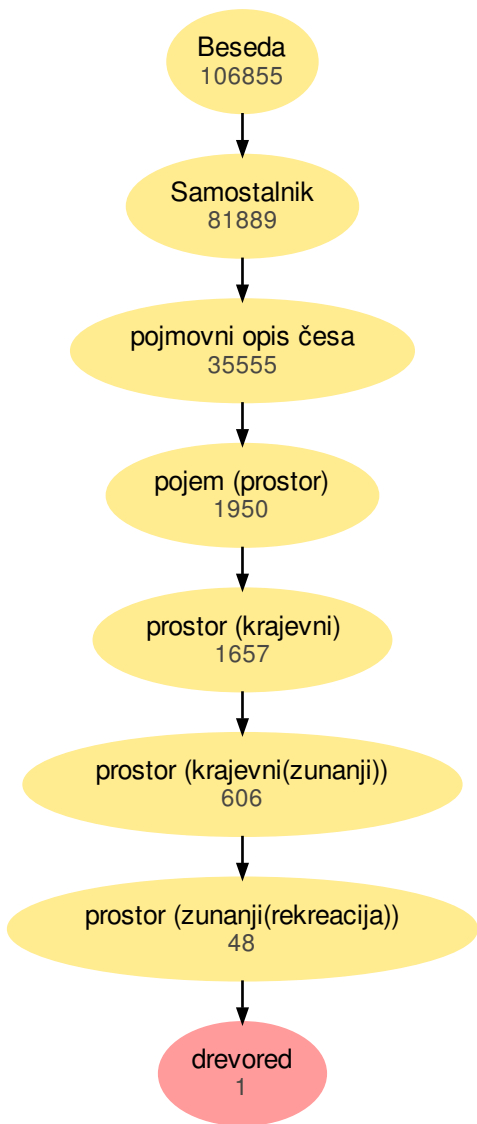 Beseda
106855
Samostalnik
81889
pojmovni opis česa
35555
pojem (prostor)
1950
prostor (krajevni)
1657
prostor (krajevni(zunanji))
606
prostor (zunanji(rekreacija))
48
drevored
1